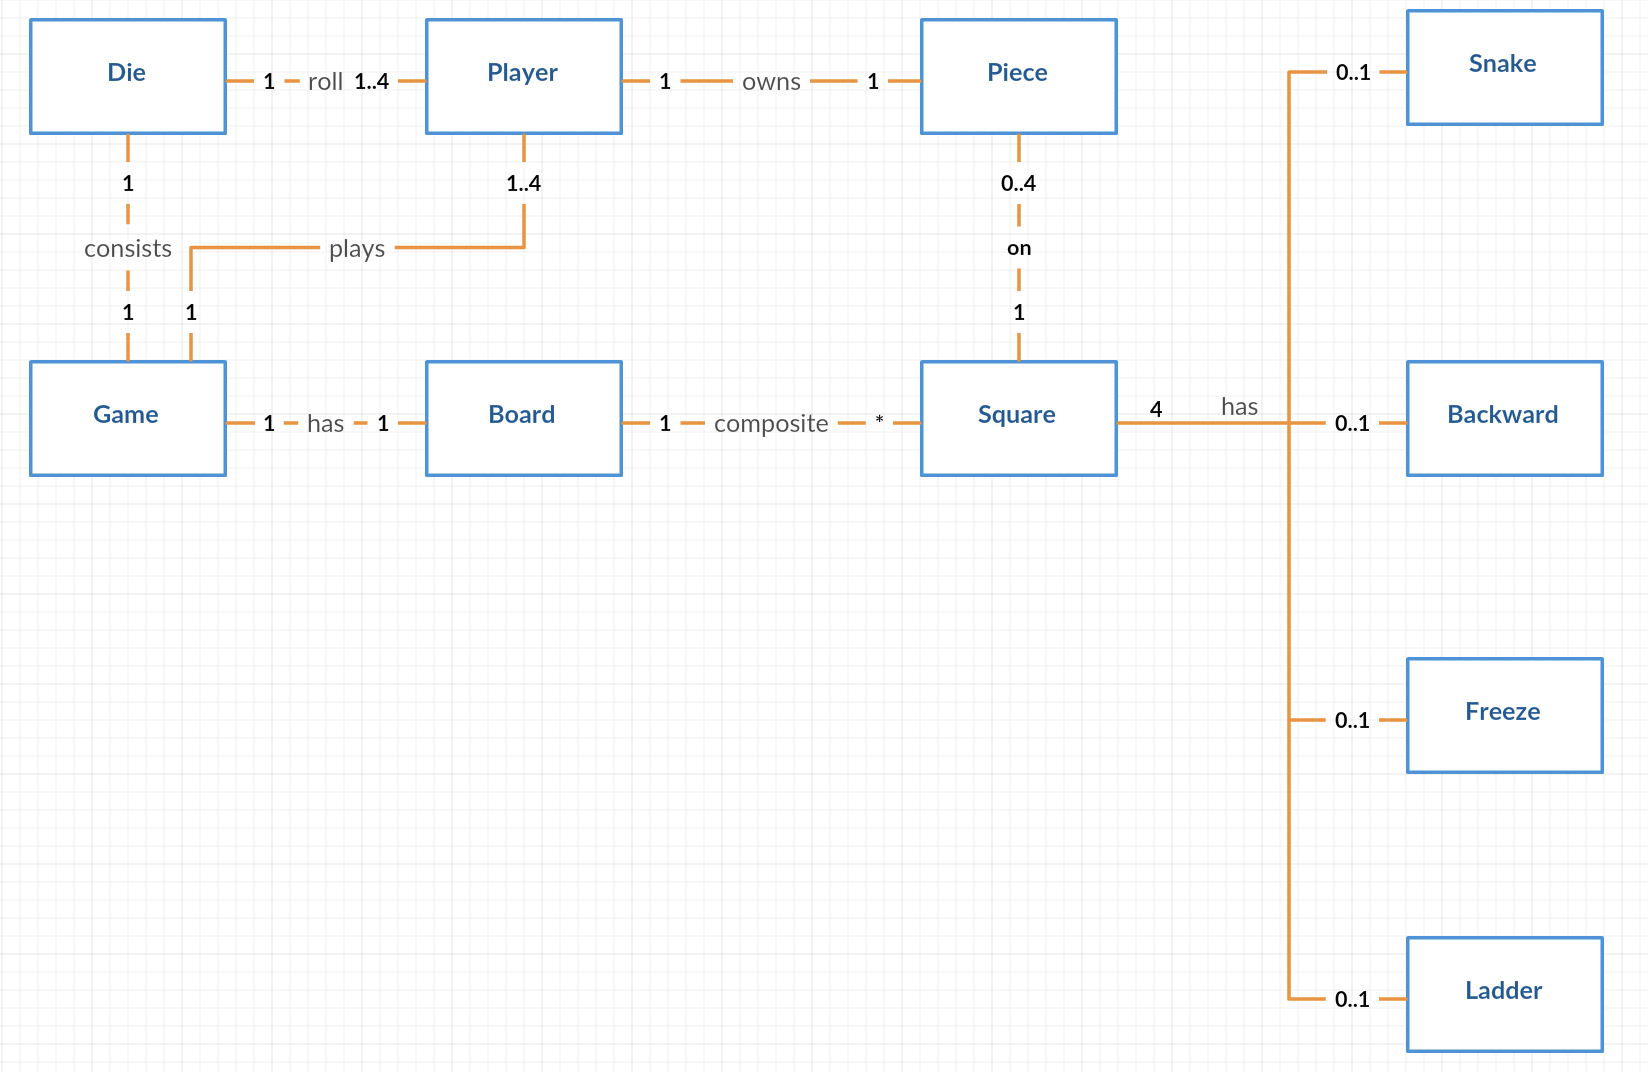 Die
1 roll 1..4
Player
1 owns 1
Piece
0..1
Snake
1
1..4
0..4
consists
plays
on
1
1
1
Game
1 has 1
Board
1 composite *
Square
4 has
0..1
Backward
0..1
Freeze
0..1
Ladder